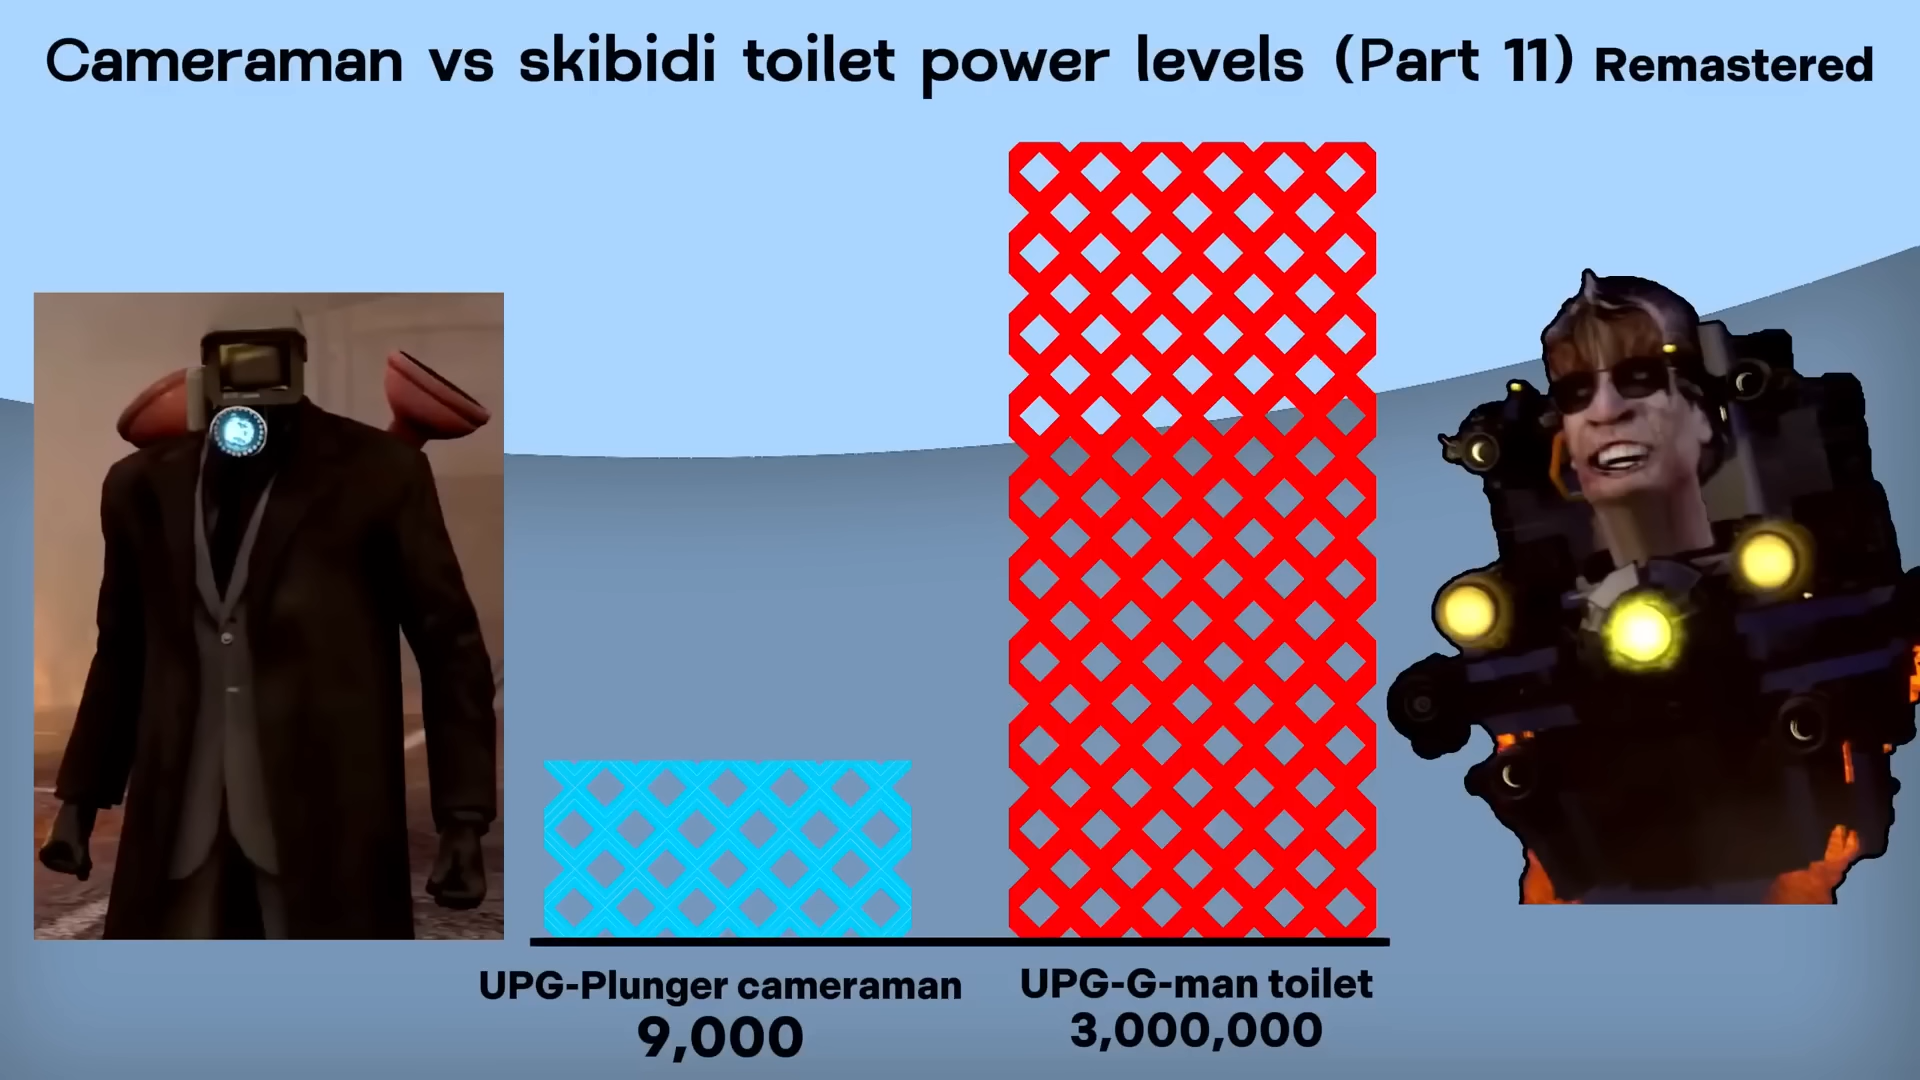 Cameraman vs skibidi toilet power levels (Part 11) Remastered
UPG-Plunger cameraman
9,000
UPG-G-man toilet
3,000,000